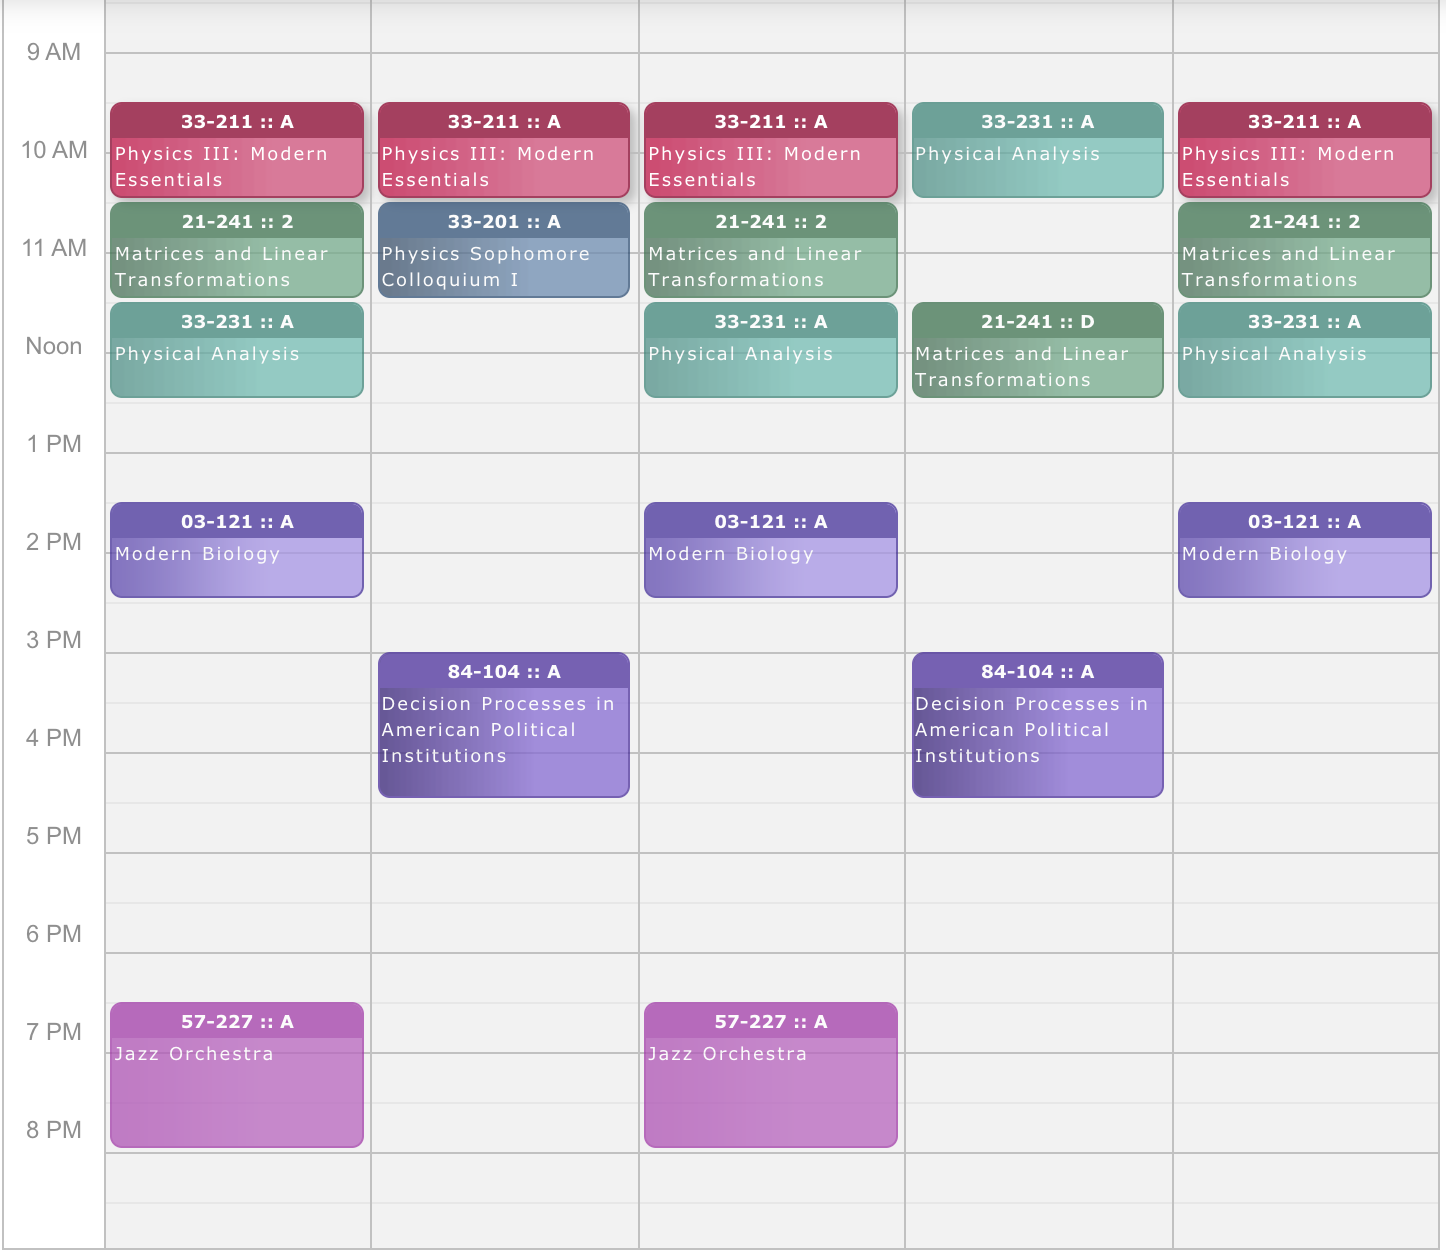 9 AM
33-211 :: A
33-211 :: A
33-211 :: A
33-231 :: A
33-211 :: A
10 AM
Physics III: Modern
Essentials
Physics III: Modern
Essentials
Physics III: Modern
Essentials
Physical Analysis
Physics III: Modern
Essentials
21-241 :: 2
33-201 :: A
21-241 :: 2
21-241 :: 2
11 AM
Matrices and Linear
Transformations
Physics Sophomore
Colloquium I
Matrices and Linear
Transformations
Matrices and Linear
Transformations
33-231 :: A
33-231 :: A
21-241 :: D
33-231 :: A
Noon
Physical Analysis
Physical Analysis
Matrices and Linear
Transformations
Physical Analysis
1 PM
03-121 :: A
03-121 :: A
03-121 :: A
2 PM
Modern Biology
Modern Biology
Modern Biology
3 PM
84-104 :: A
84-104 :: A
Decision Processes in
American Political
Institutions
Decision Processes in
American Political
Institutions
4 PM
5 PM
6 PM
57-227 :: A
57-227 :: A
7 PM
Jazz Orchestra
Jazz Orchestra
8 PM